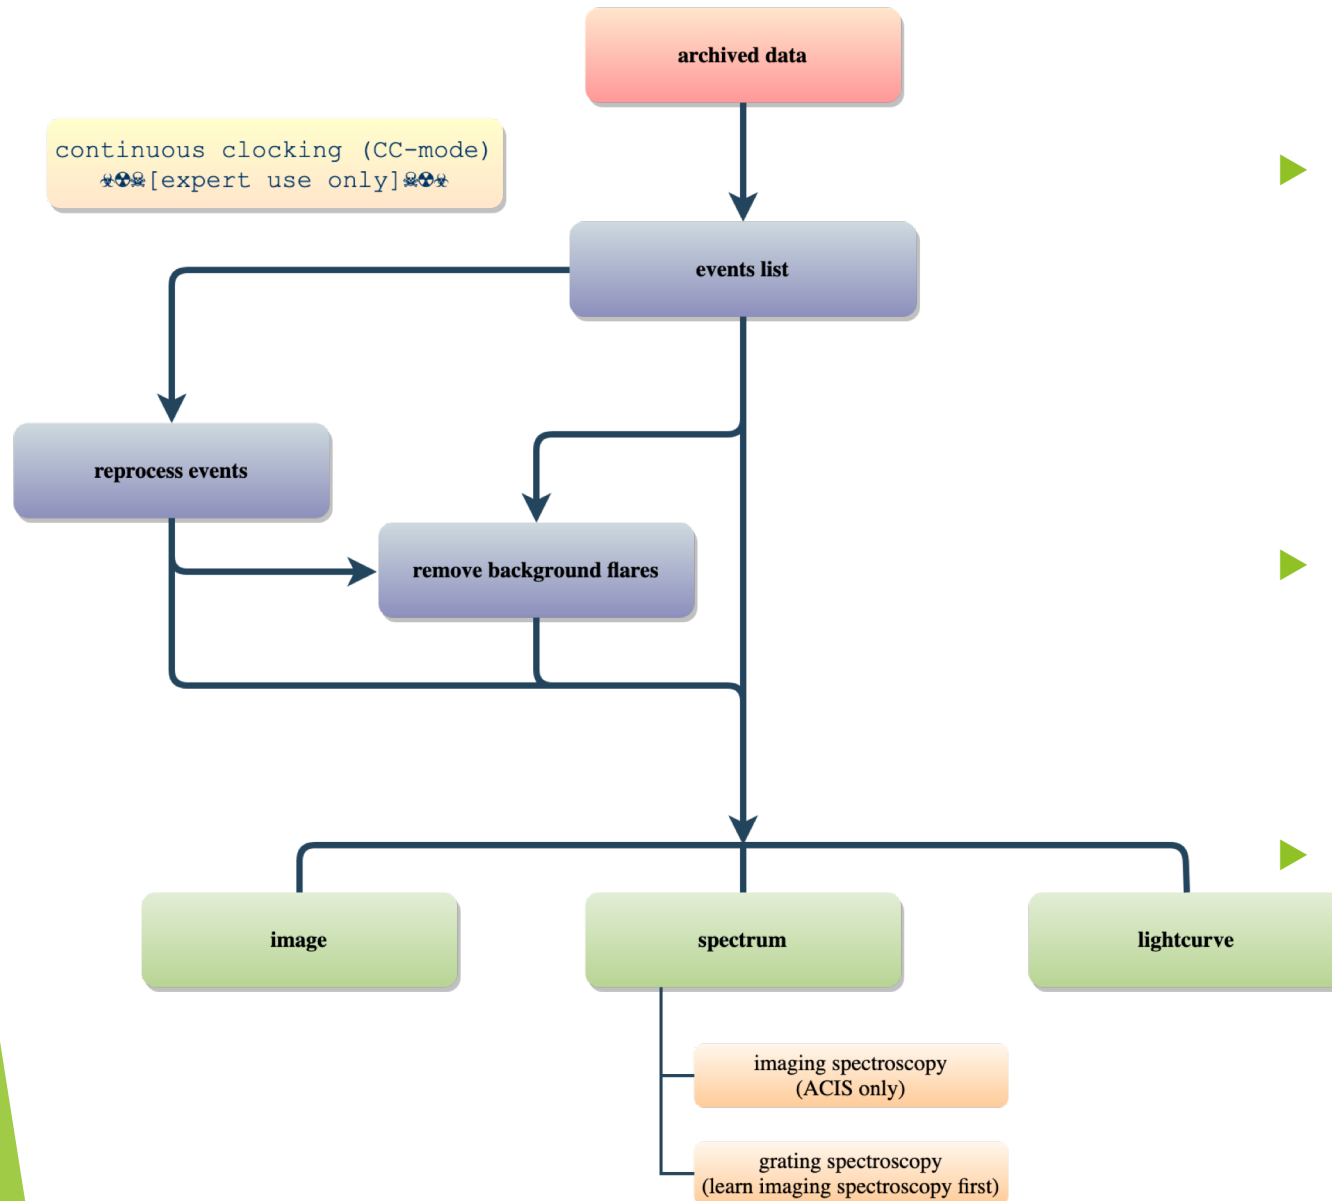 archived data
continuous clocking (CC-mode)
☣☢☠[expert use only]☠☢☣
events list
reprocess events
remove background flares
image
spectrum
lightcurve
imaging spectroscopy
(ACIS only)
grating spectroscopy
(learn imaging spectroscopy first)